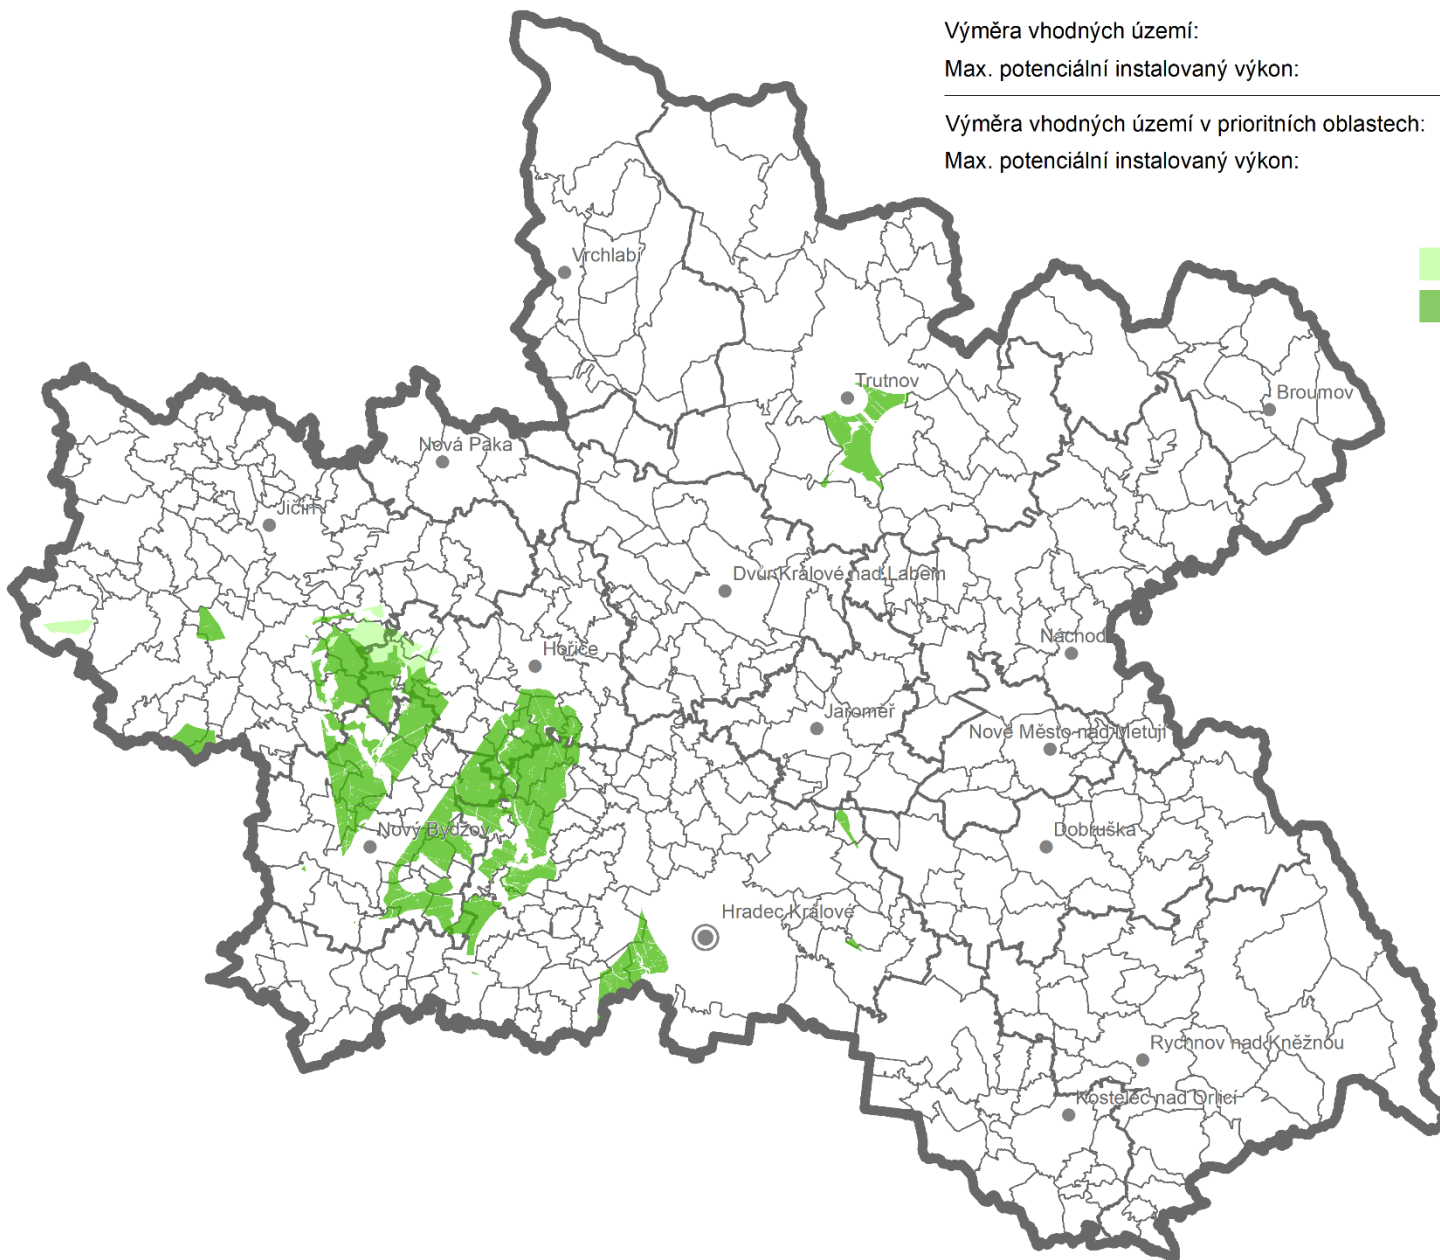 Výměra vhodných území:
Max. potenciální instalovaný výkon:
Výměra vhodných území v prioritních oblastech:
Max. potenciální instalovaný výkon:
Vrchlabí
Trutnov
Broumov
Nová Paka
Jičín
Dvůr Králové nad Labem
Náchod
Hořice
Jaroměř
Nové Město nad Metují
Nový Bydžov
Dobruška
Hradec Králové
Rychnov nad Kněžnou
Kostelec nad Orlicí